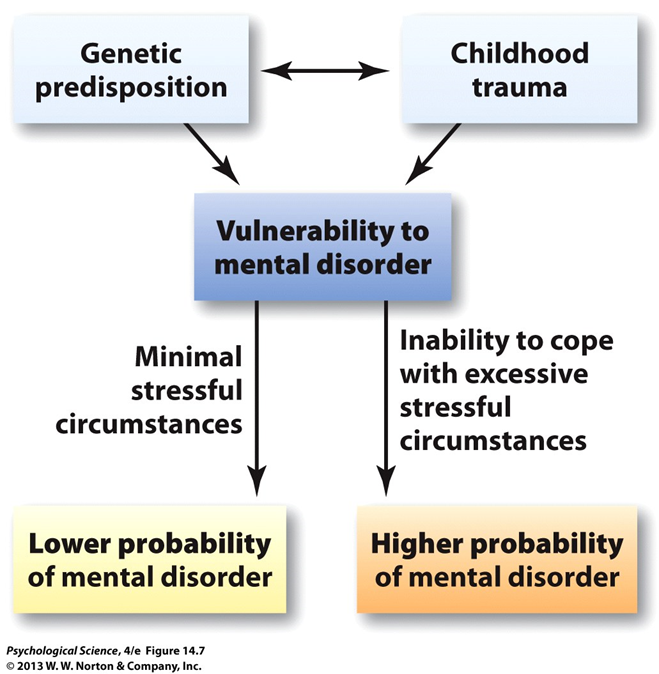 Genetic
predisposition
Childhood
trauma
Vulnerability to
mental disorder
Minimal
stressful
circumstances
Inability to cope
with excessive
stressful
circumstances
Lower probability
of mental disorder
Higher probability
of mental disorder
Psychological Science, 4/e Figure 14.7
© 2013 W. W. Norton & Company, Inc.